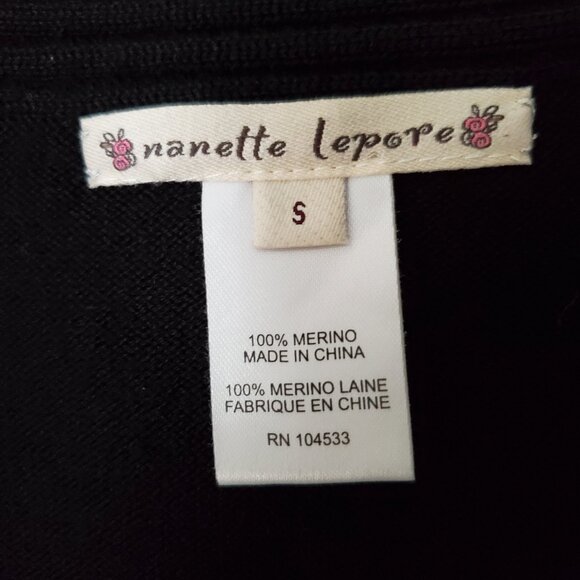 nanette lepore
S
100% MERINO
MADE IN CHINA
100% MERINO LAINE
FABRIQUE EN CHINE
RN 104533